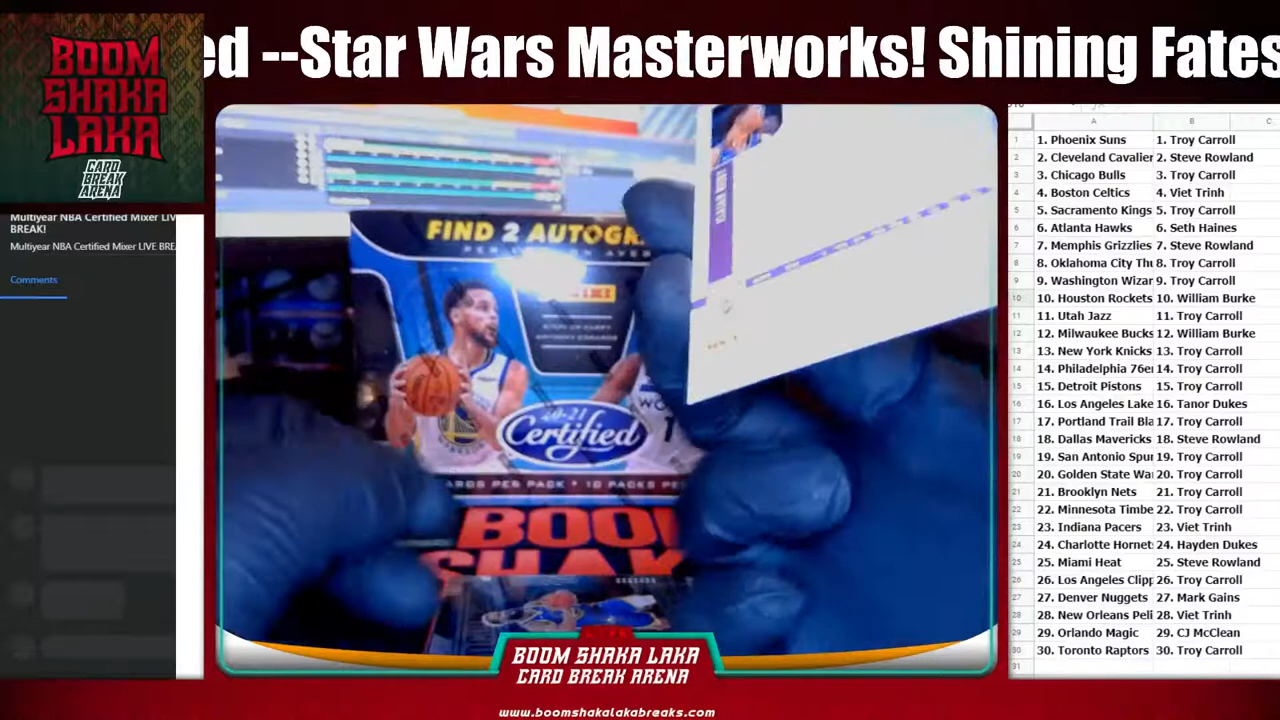 ed --Star Wars Masterworks! Shining Fates
BOOM
SHAKA
LAKA
CARD
BREAK
ARENA
Multiyear NBA Certified Mixer LIV
BREAK!
Multiyear NBA Certified Mixer LIVE BREA
Comments
FIND 2 AUTOGR
PANINI
20-21
Certified
ARDS PER PACK * 10 PACKS PE
BOO
SHAK
BOOM SHAKA LAKA
CARD BREAK ARENA
www.boomshakalakabreaks.com
A B C
1 1. Phoenix Suns 1. Troy Carroll
2 2. Cleveland Cavalier 2. Steve Rowland
3 3. Chicago Bulls 3. Troy Carroll
4 4. Boston Celtics 4. Viet Trinh
5 5. Sacramento Kings 5. Troy Carroll
6 6. Atlanta Hawks 6. Seth Haines
7 7. Memphis Grizzlies 7. Steve Rowland
8 8. Oklahoma City Thu 8. Troy Carroll
9 9. Washington Wizar 9. Troy Carroll
10 10. Houston Rockets 10. William Burke
11 11. Utah Jazz 11. Troy Carroll
12 12. Milwaukee Bucks 12. William Burke
13 13. New York Knicks 13. Troy Carroll
14 14. Philadelphia 76e 14. Troy Carroll
15 15. Detroit Pistons 15. Troy Carroll
16 16. Los Angeles Lake 16. Tanor Dukes
17 17. Portland Trail Bla 17. Troy Carroll
18 18. Dallas Mavericks 18. Steve Rowland
19 19. San Antonio Spu 19. Troy Carroll
20 20. Golden State Wa 20. Troy Carroll
21 21. Brooklyn Nets 21. Troy Carroll
22 22. Minnesota Timbe 22. Troy Carroll
23 23. Indiana Pacers 23. Viet Trinh
24 24. Charlotte Hornet 24. Hayden Dukes
25 25. Miami Heat 25. Steve Rowland
26 26. Los Angeles Clipp 26. Troy Carroll
27 27. Denver Nuggets 27. Mark Gains
28 28. New Orleans Peli 28. Viet Trinh
29 29. Orlando Magic 29. CJ McClean
30 30. Toronto Raptors 30. Troy Carroll
31